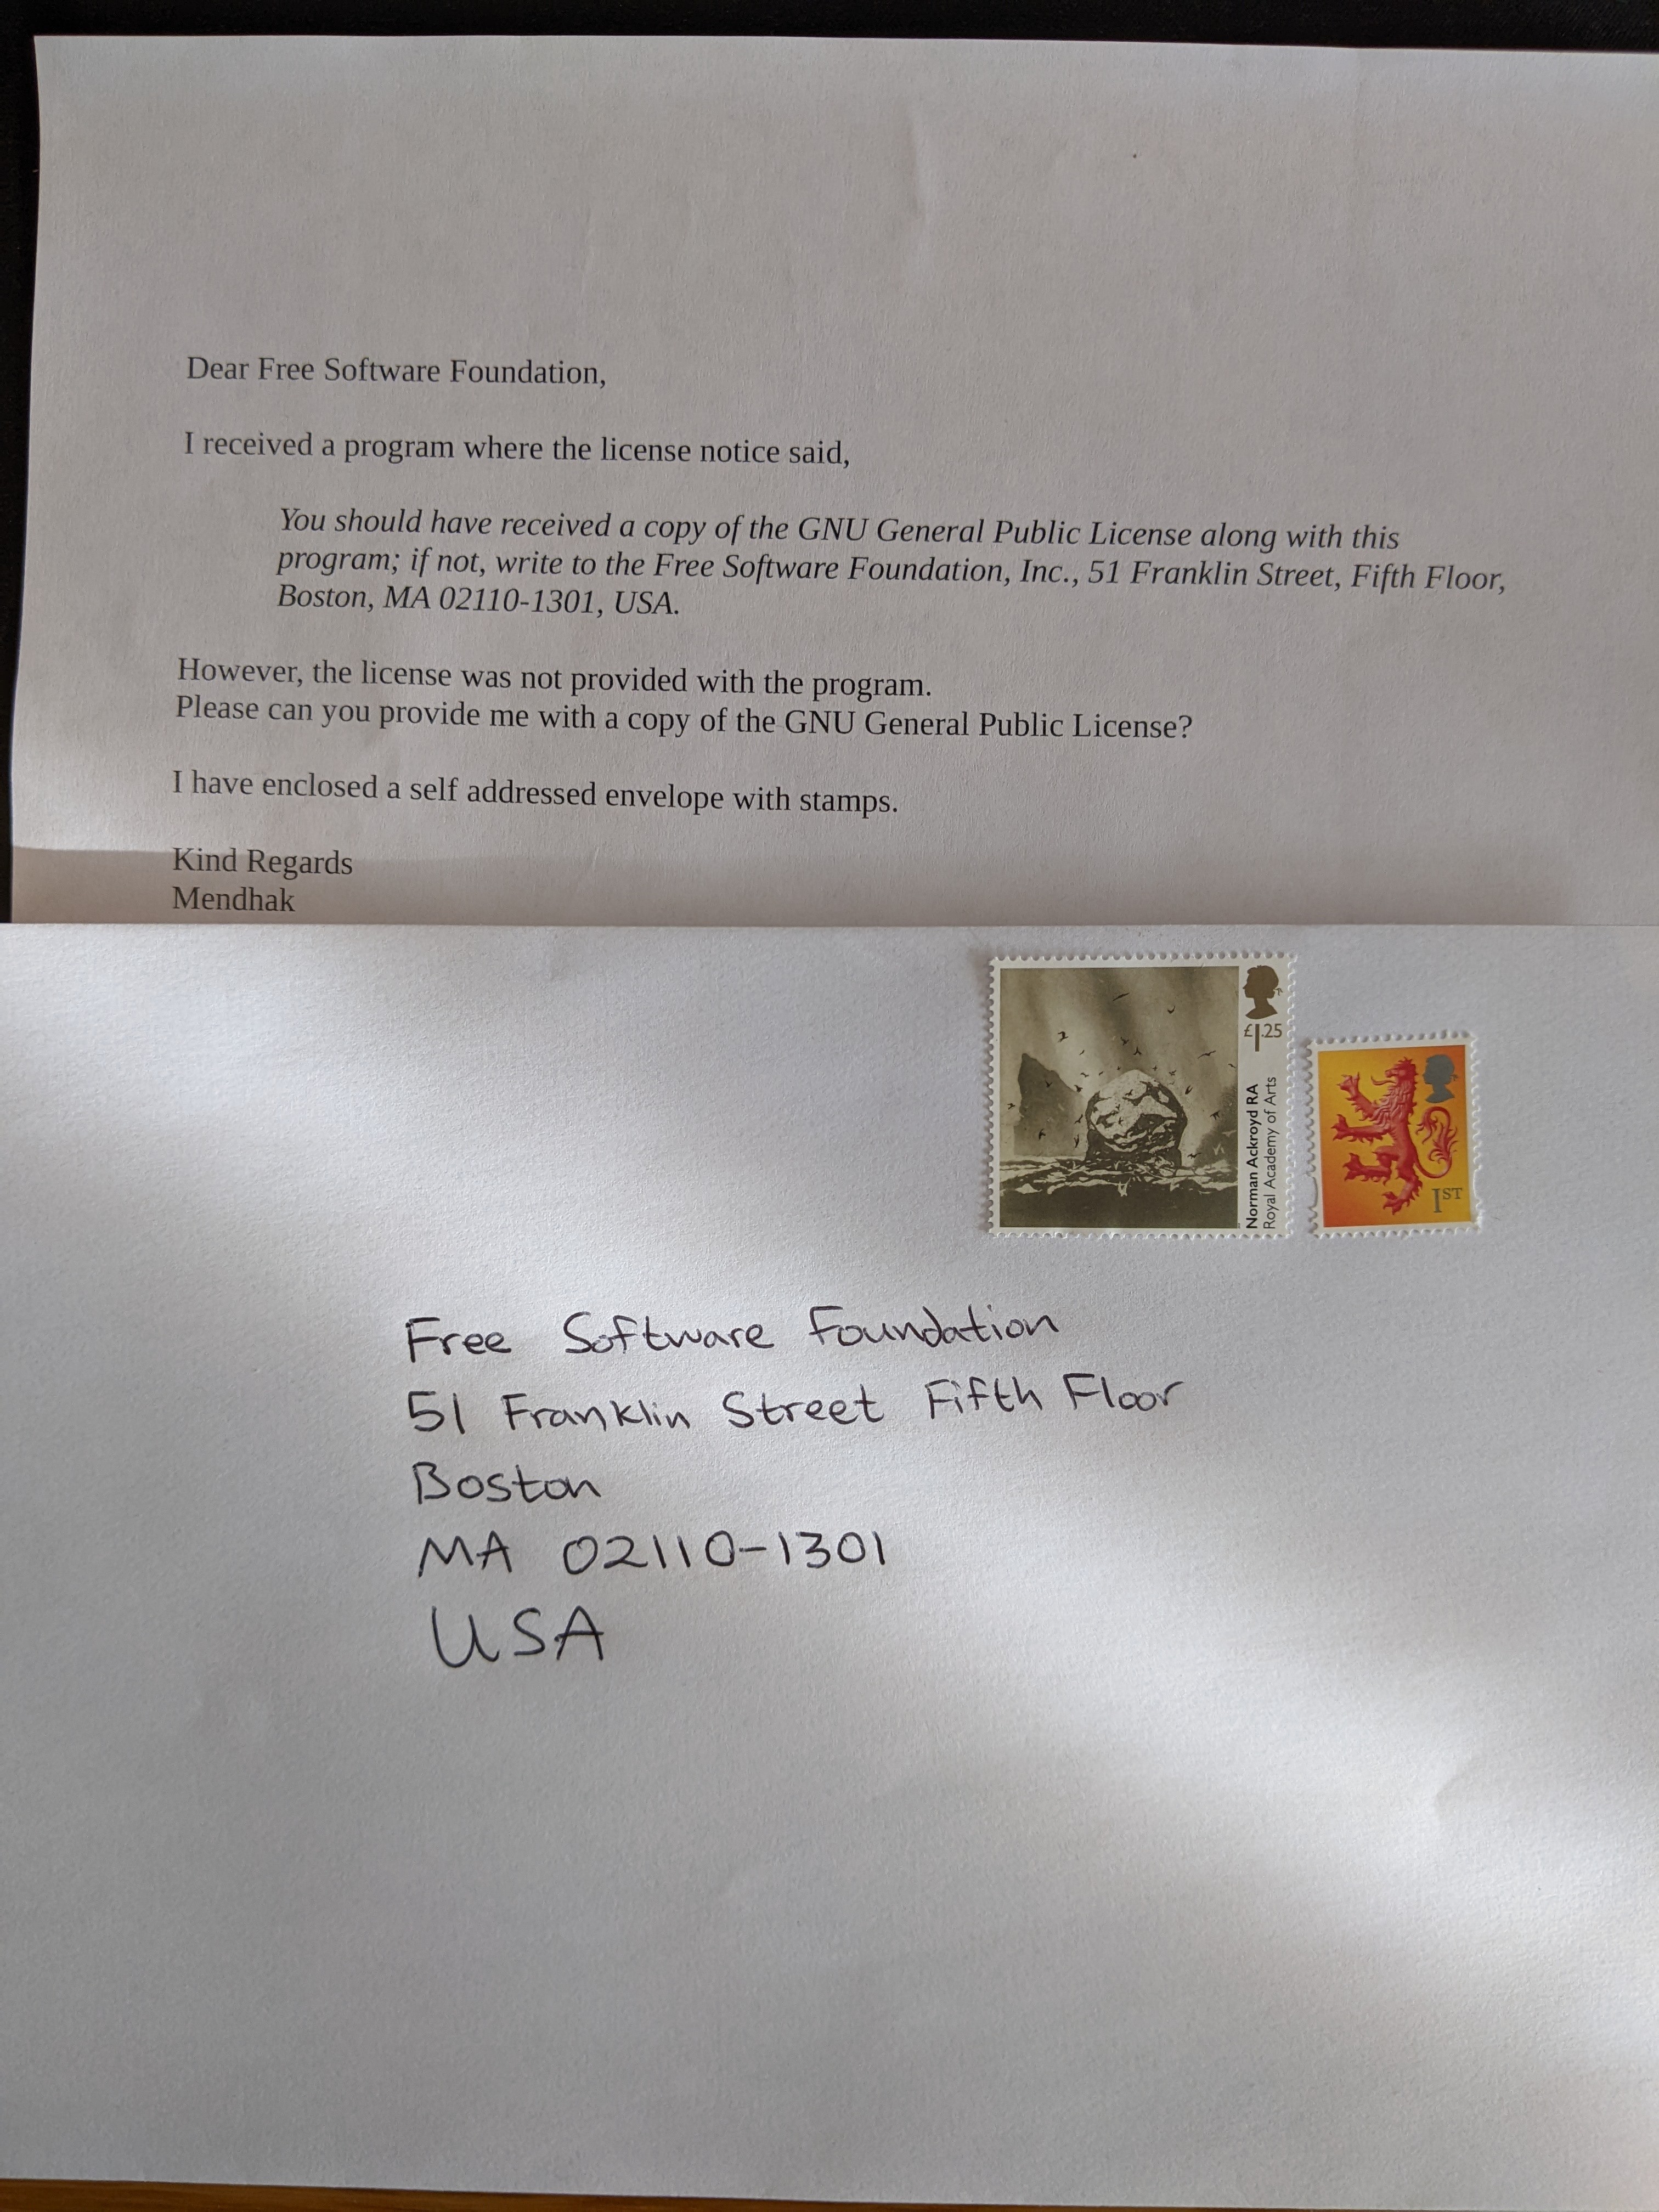 Dear Free Software Foundation,
I received a program where the license notice said,
You should have received a copy of the GNU General Public License along with this
program; if not, write to the Free Software Foundation, Inc., 51 Franklin Street, Fifth Floor,
Boston, MA 02110-1301, USA.
However, the license was not provided with the program.
Please can you provide me with a copy of the GNU General Public License?
I have enclosed a self addressed envelope with stamps.
Kind Regards
Mendhak
£1.25
Norman Ackroyd RA
Royal Academy of Arts
1ST
Free Software Foundation
51 Franklin Street Fifth Floor
Boston
MA 02110-1301
USA